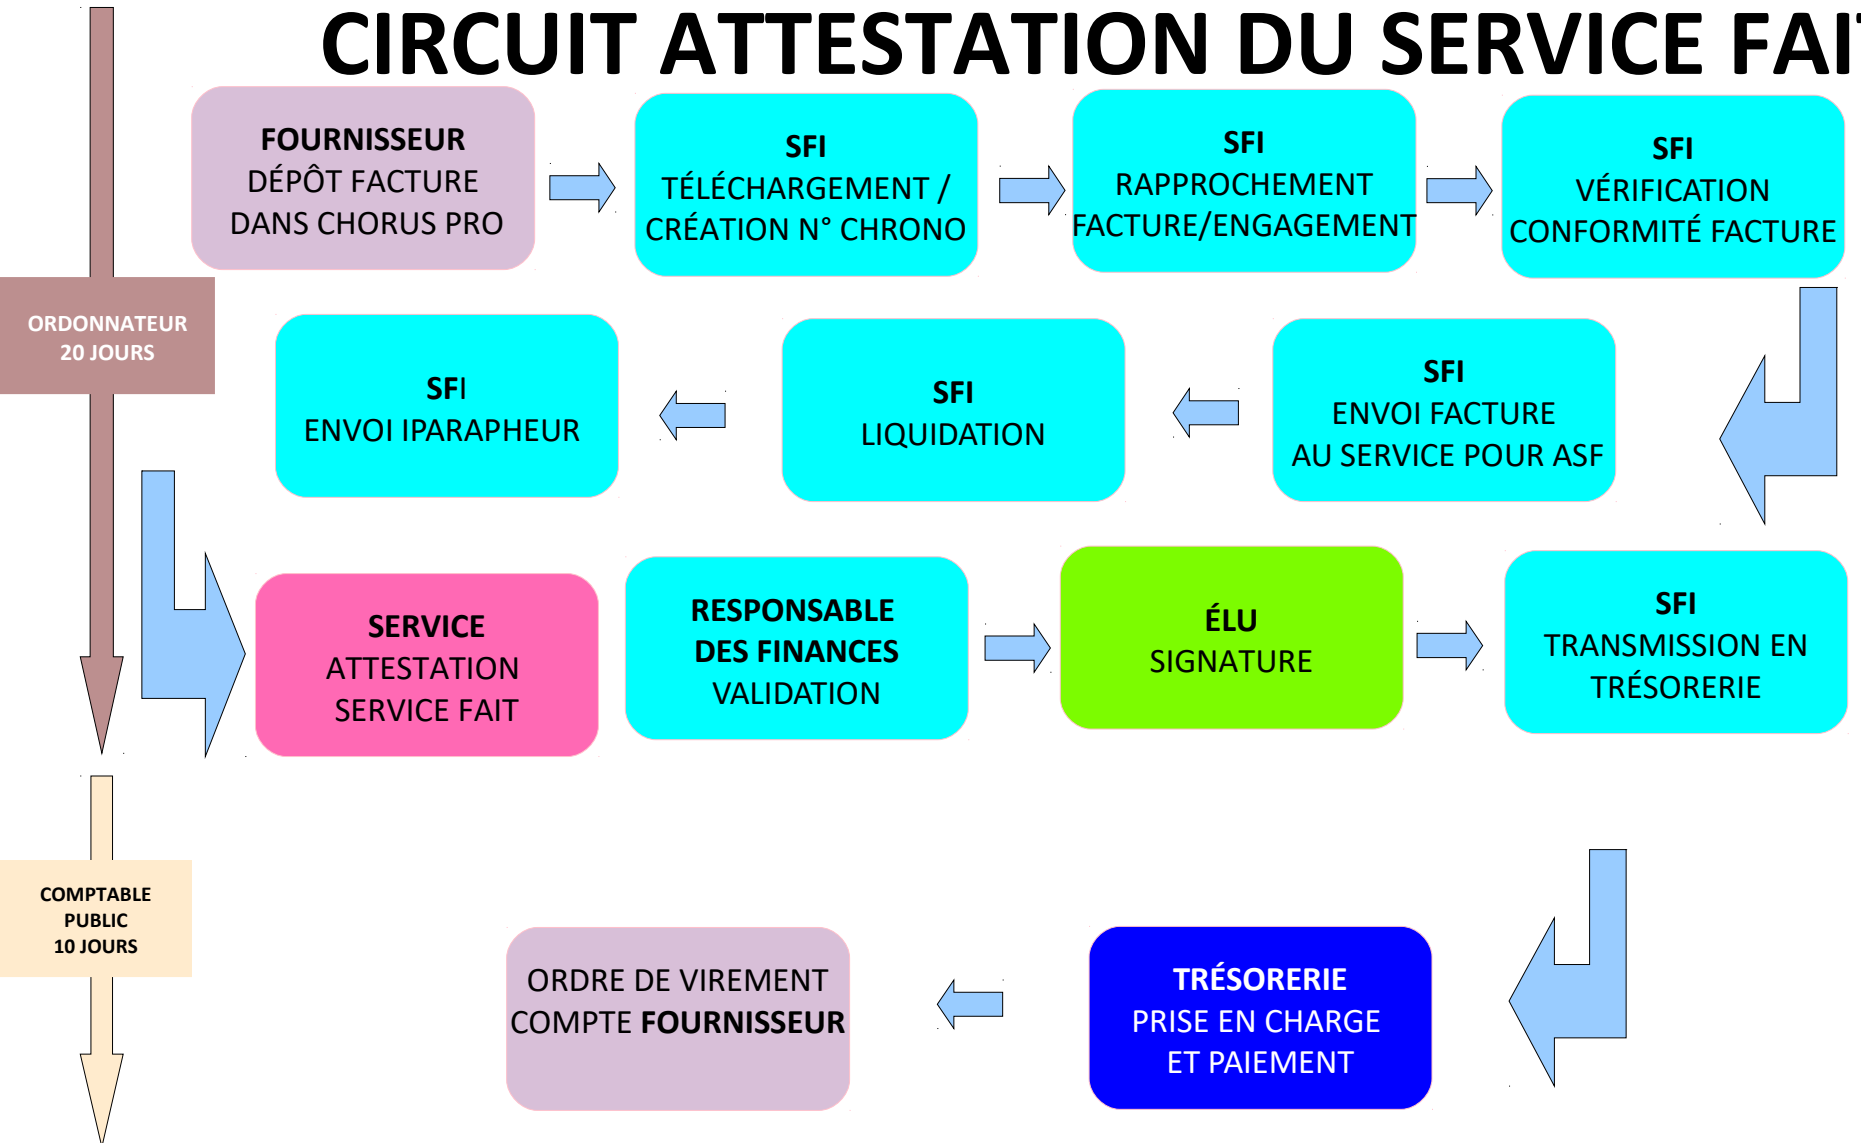 CIRCUIT ATTESTATION DU SERVICE FAI
FOURNISSEUR
DÉPÔT FACTURE
DANS CHORUS PRO
SFI
TÉLÉCHARGEMENT /
CRÉATION N° CHRONO
SFI
RAPPROCHEMENT
FACTURE/ENGAGEMENT
SFI
VÉRIFICATION
CONFORMITÉ FACTURE
ORDONNATEUR
20 JOURS
SFI
ENVOI FACTURE
AU SERVICE POUR ASF
SFI
LIQUIDATION
SFI
ENVOI IPARAPHEUR
SERVICE
ATTESTATION
SERVICE FAIT
RESPONSABLE
DES FINANCES
VALIDATION
ÉLU
SIGNATURE
SFI
TRANSMISSION EN
TRÉSORERIE
COMPTABLE
PUBLIC
10 JOURS
TRÉSORERIE
PRISE EN CHARGE
ET PAIEMENT
ORDRE DE VIREMENT
COMPTE FOURNISSEUR